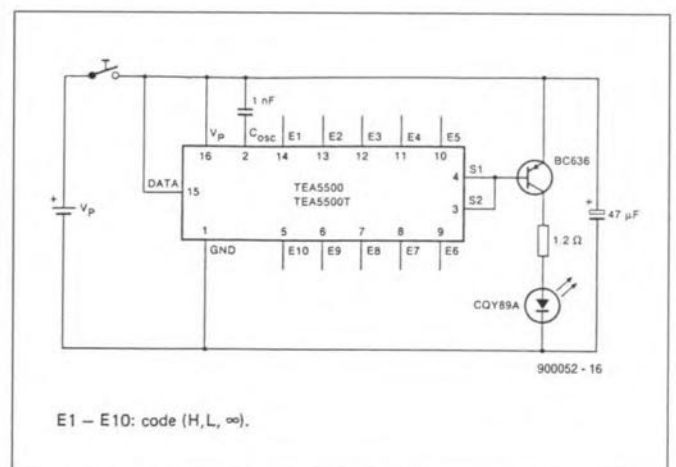 1 nF
VP COSC E1 E2 E3 E4 E5
16 2 14 13 12 11 10
BC636
4 S1
DATA 15
TEA5500
TEA5500T
3 S2
+ VP
+ 47 µF
1 5 6 7 8 9
1.2 Ω
GND E10 E9 E8 E7 E6
CQY89A
900052 - 16
E1 – E10: code (H,L, ∞).